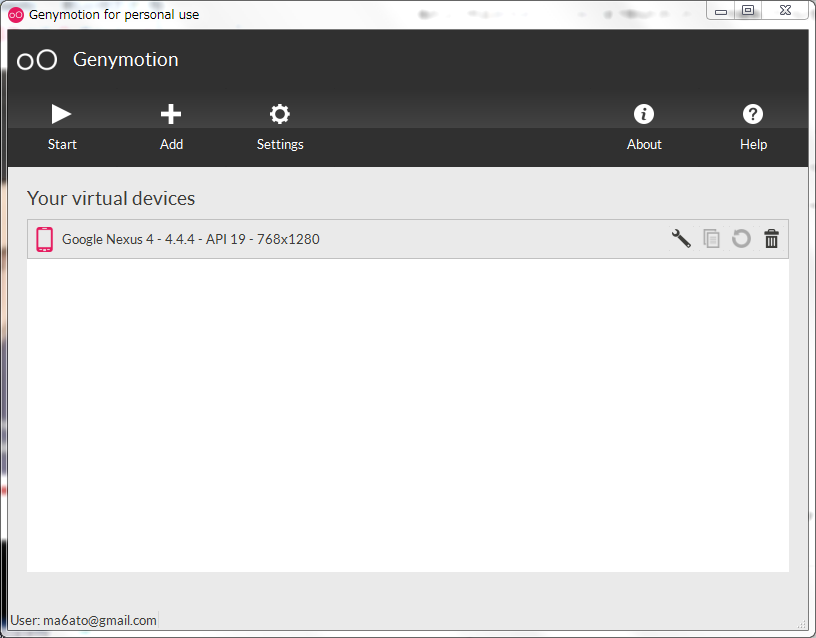 Genymotion for personal use
Genymotion
Start Add Settings About Help
Your virtual devices
Google Nexus 4 - 4.4.4 - API 19 - 768x1280
User: ma6ato@gmail.com